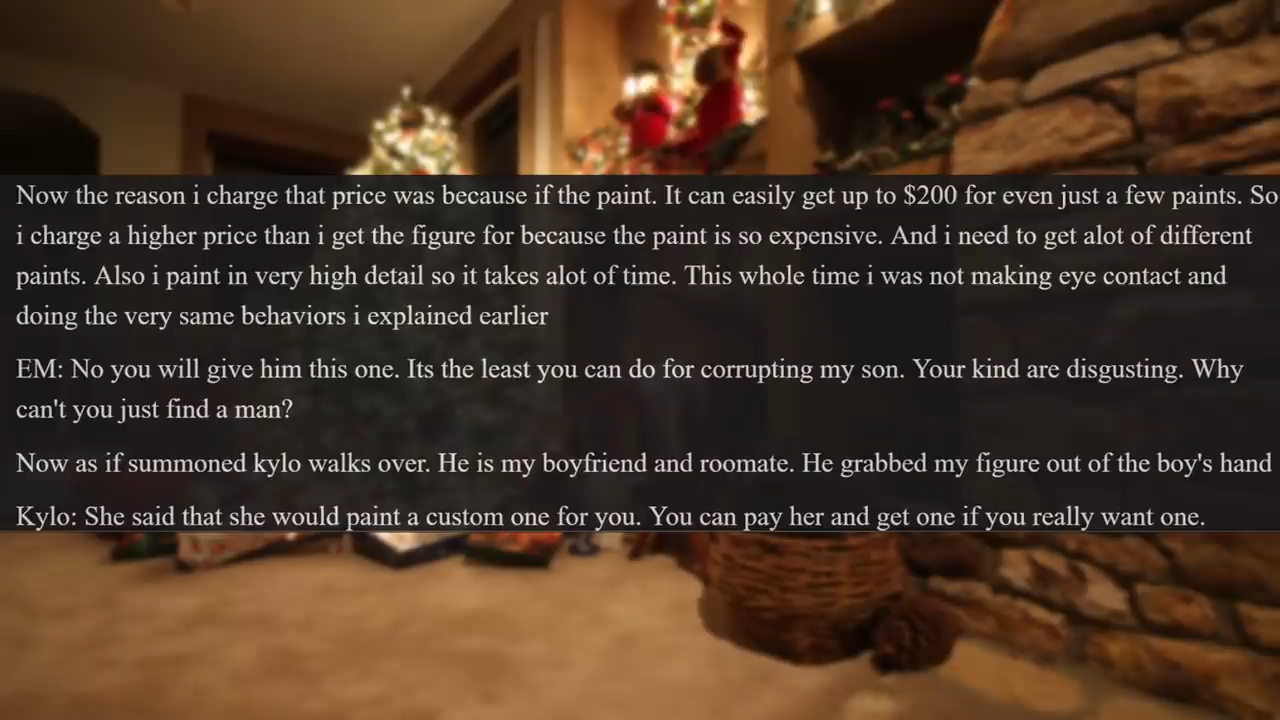 Now the reason i charge that price was because if the paint. It can easily get up to $200 for even just a few paints. So
i charge a higher price than i get the figure for because the paint is so expensive. And i need to get alot of different
paints. Also i paint in very high detail so it takes alot of time. This whole time i was not making eye contact and
doing the very same behaviors i explained earlier
EM: No you will give him this one. Its the least you can do for corrupting my son. Your kind are disgusting. Why
can't you just find a man?
Now as if summoned kylo walks over. He is my boyfriend and roomate. He grabbed my figure out of the boy's hand
Kylo: She said that she would paint a custom one for you. You can pay her and get one if you really want one.